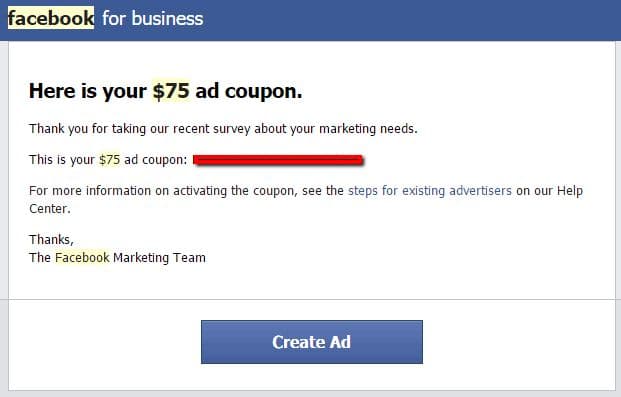 facebook for business
Here is your $75 ad coupon.
Thank you for taking our recent survey about your marketing needs.
This is your $75 ad coupon:
For more information on activating the coupon, see the steps for existing advertisers on our Help
Center.
Thanks,
The Facebook Marketing Team
Create Ad